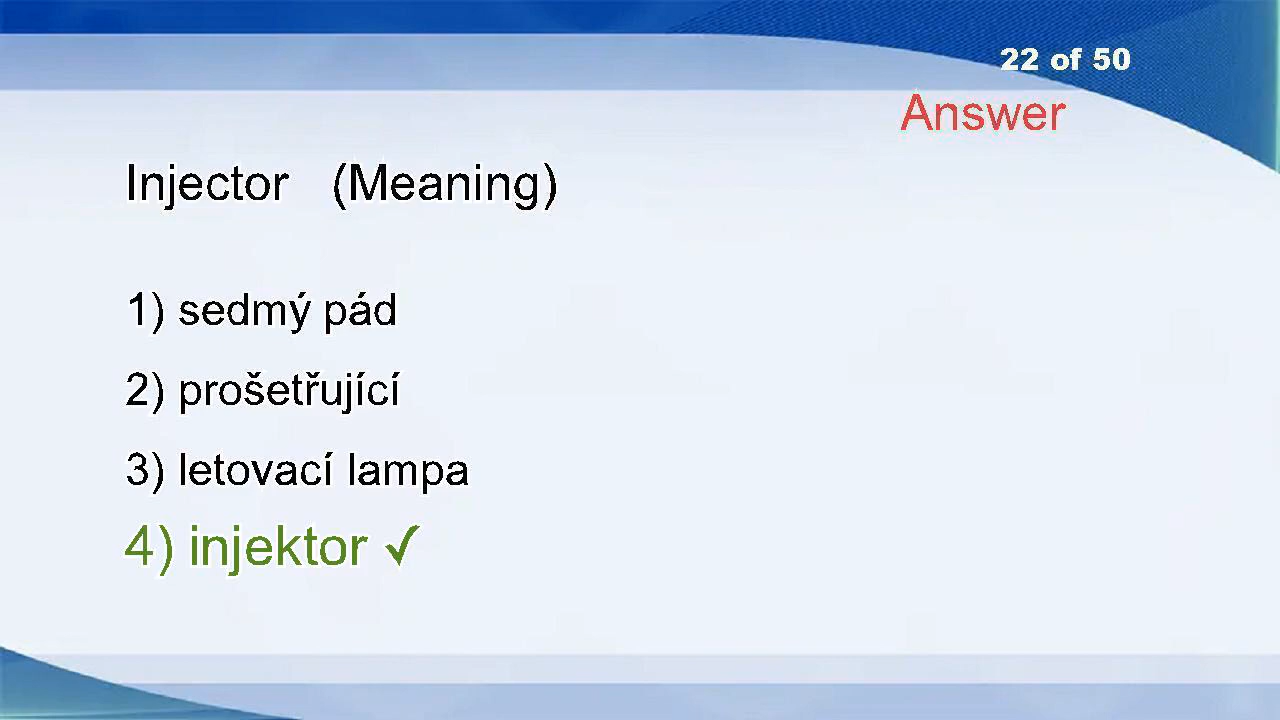 22 of 50
Answer
Injector (Meaning)
1) sedmý pád
2) prošetřující
3) letovací lampa
4) injektor ✓